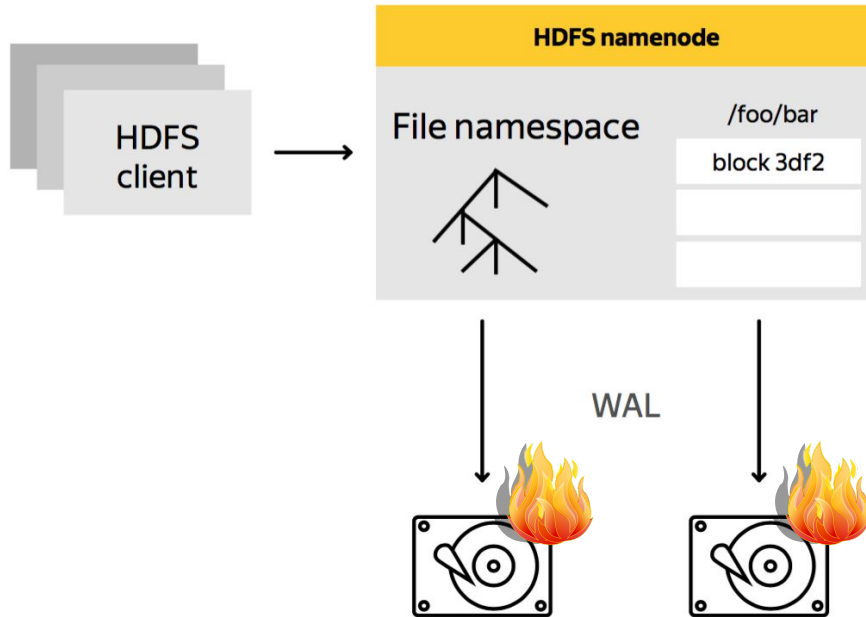 HDFS namenode
HDFS
client
File namespace
/foo/bar
block 3df2
WAL